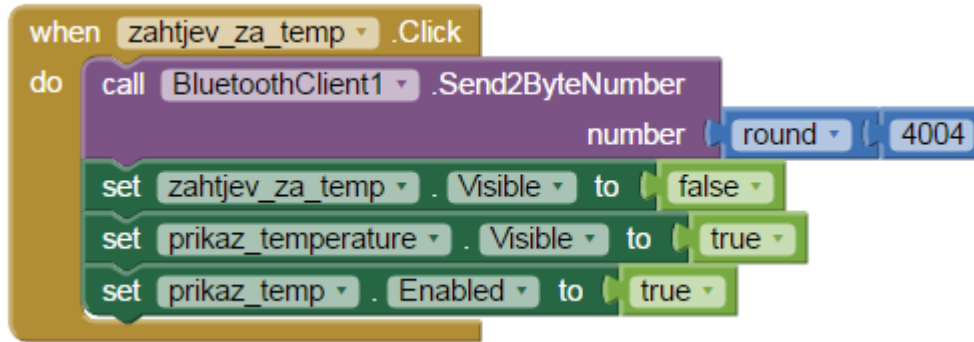 when zahtjev_za_temp .Click
do call BluetoothClient1 .Send2ByteNumber
number round 4004
set zahtjev_za_temp . Visible to false
set prikaz_temperature . Visible to true
set prikaz_temp . Enabled to true